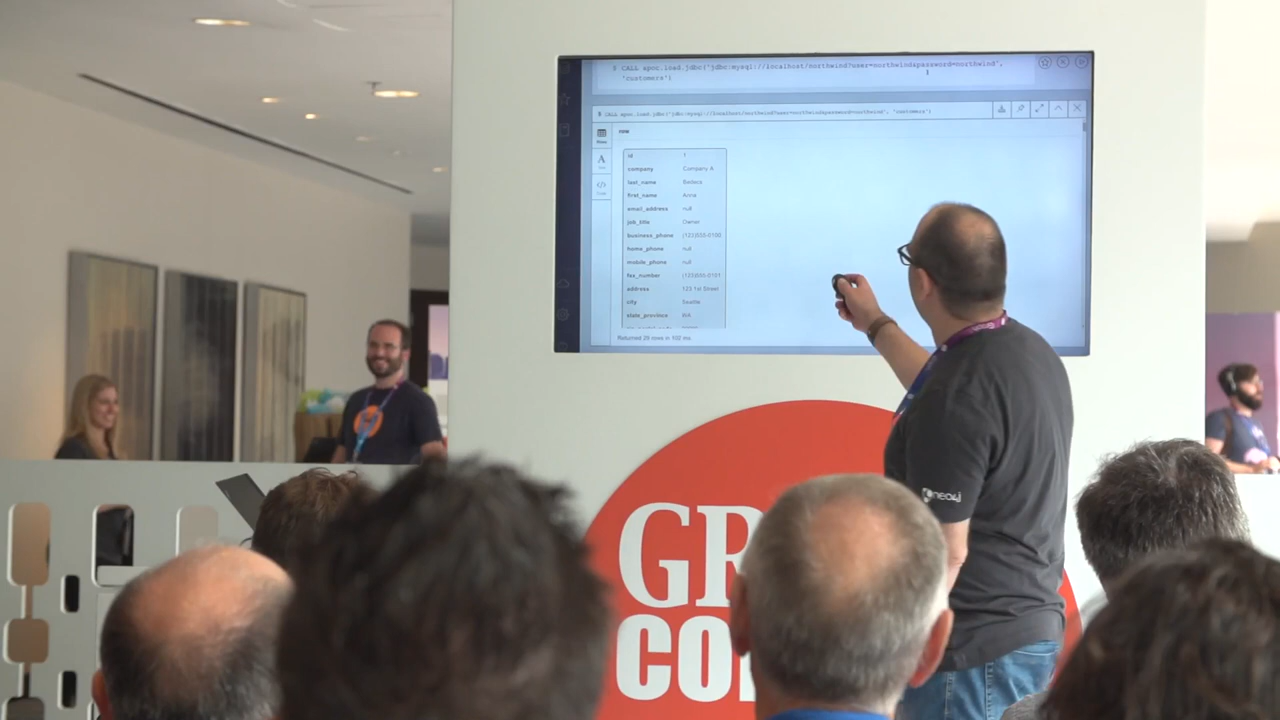 $ CALL apoc.load.jdbc('jdbc:mysql://localhost/northwind?user=northwind&password=northwind',
'customers')
$ CALL apoc.load.jdbc('jdbc:mysql://localhost/northwind?user=northwind&password=northwind', 'customers')
row
id 1
company Company A
last_name Bedecs
first_name Anna
email_address null
job_title Owner
business_phone (123)555-0100
home_phone null
mobile_phone null
fax_number (123)555-0101
address 123 1st Street
city Seattle
state_province WA
Returned 29 rows in 102 ms
neo4j
GR
CO